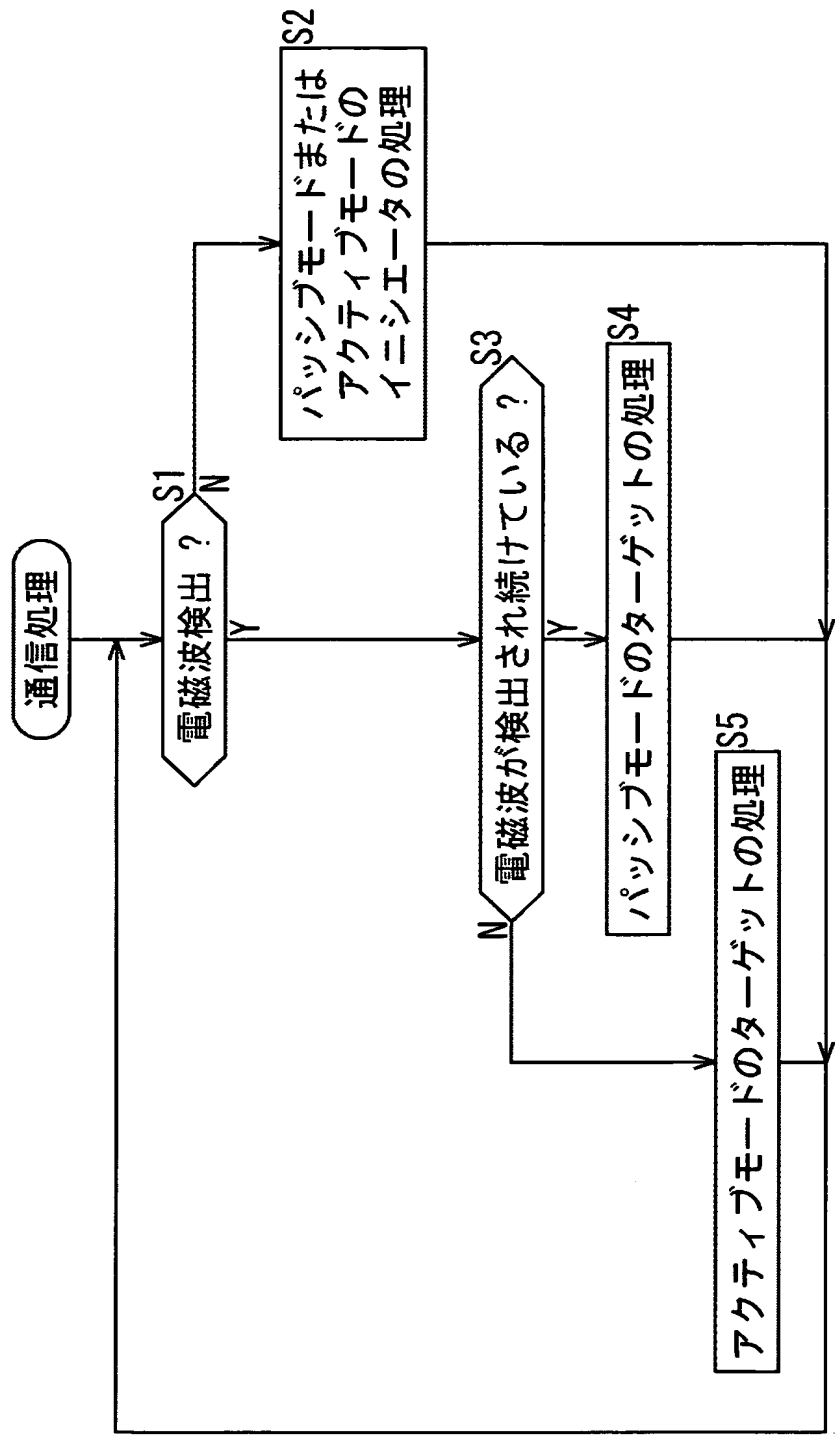 通信処理
電磁波検出 ?
S1
N
Y
パッシブモードまたは
アクティブモードの
イニシエータの処理
S2
電磁波が検出され続けている ?
S3
N
Y
パッシブモードのターゲットの処理
S4
アクティブモードのターゲットの処理
S5